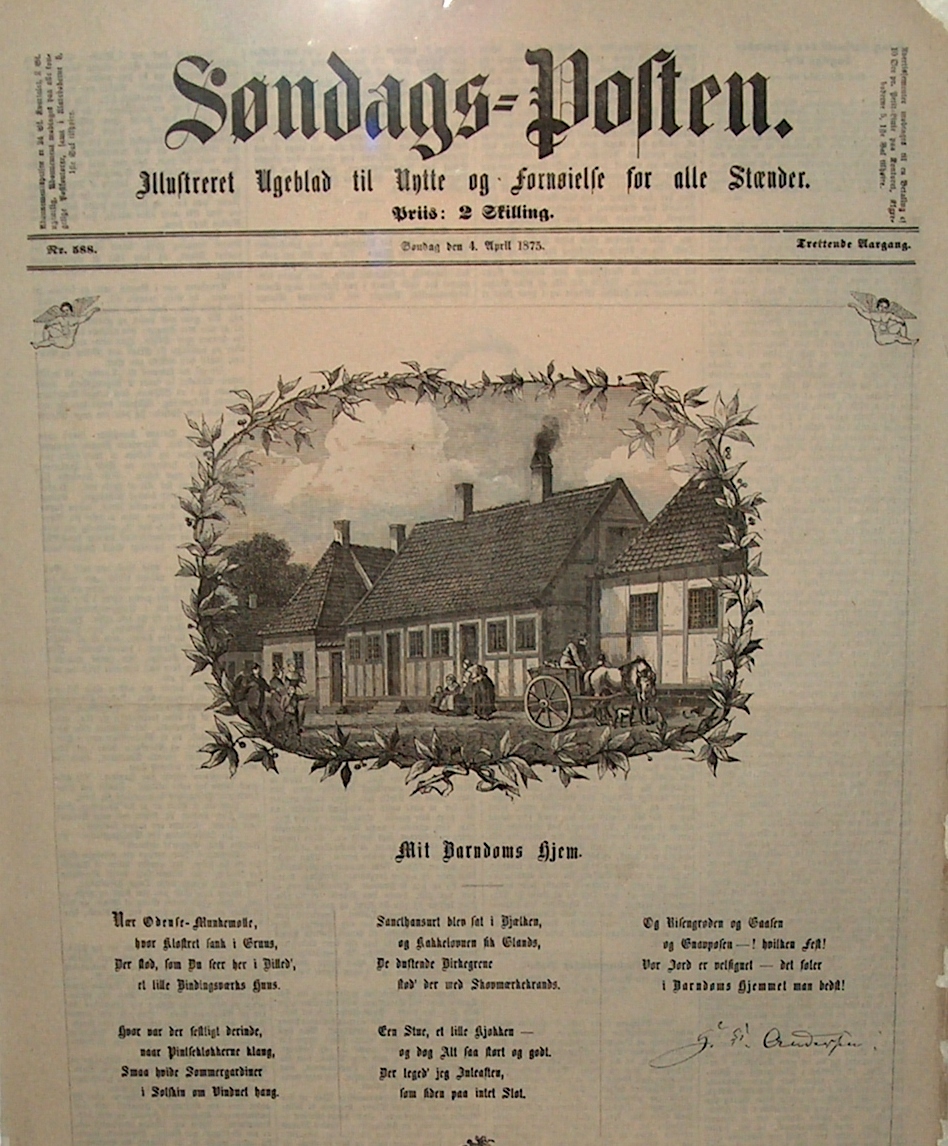 Søndags-Posten.
Illustreret Ugeblad til Nytte og Fornøielse for alle Stænder.
Priis: 2 Skilling.
Nr. 588.
Søndag den 4. April 1875.
Trettende Aargang.
Mit Barndoms Hjem.
Nær Odense-Munkemølle,
hvor Klostret sank i Gruus,
Der stod, som Du seer her i Billed',
et lille Bindingsværks Huus.
Hvor var der festligt derinde,
naar Pintseklokkerne klang,
Smaa hvide Sommergardiner
i Solskin om Vinduet hang.
Sancthansurt blev sat i Bjælken,
og Kakkelovnen fik Glands,
De duftende Birkegrene
stod' der med Skovmærkekrands.
Een Stue, et lille Kjøkken —
og dog Alt saa stort og godt.
Der leged' jeg Juleaften,
som siden paa intet Slot.
Og Risengrøden og Gaasen
og Gnavposen —! hvilken Fest!
Vor Jord er velsignet — det føler
i Barndoms Hjemmet man bedst!
H. C. Andersen.